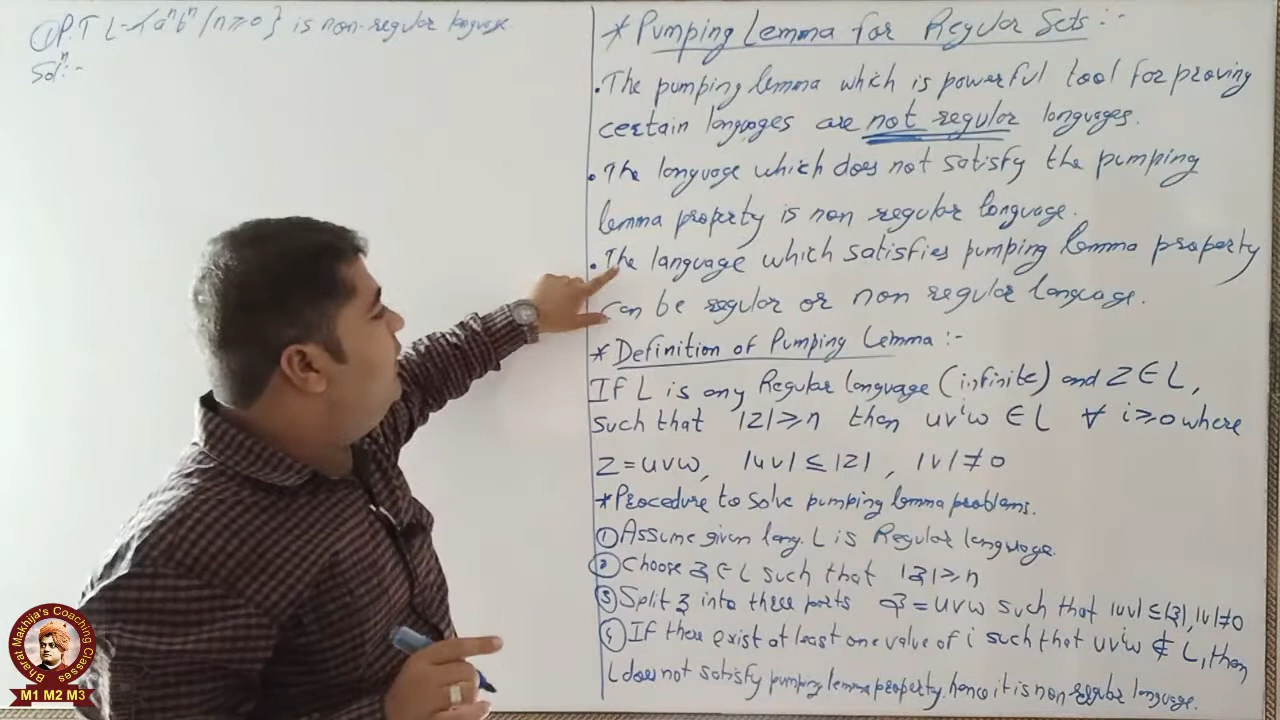 ① P.T L = {aⁿbⁿ / n ≥ 0 } is non-regular language.
Solⁿ:-
* Pumping Lemma for Regular Sets:-
. The pumping lemma which is powerful tool for proving
certain languages are not regular languages.
. The language which does not satisfy the pumping
lemma property is non regular language.
. The language which satisfies pumping lemma property
can be regular or non regular language.
* Definition of Pumping Lemma:-
If L is any Regular language (infinite) and Z ∈ L,
such that |Z| ≥ n then uvⁱw ∈ L ∀ i ≥ 0 where
Z = uvw, |uv| ≤ |Z|, |v| ≠ 0
* Procedure to solve pumping lemma problems.
① Assume given lang. L is Regular language.
② Choose z ∈ L such that |z| ≥ n
③ Split z into three parts z = uvw such that |uv| ≤ |z|, |v| ≠ 0
④ If there exist at least one value of i such that uvⁱw ∉ L, then
L does not satisfy pumping lemma property. hence it is non regular language.
Bharat Makhija's Coaching Classes
M1 M2 M3